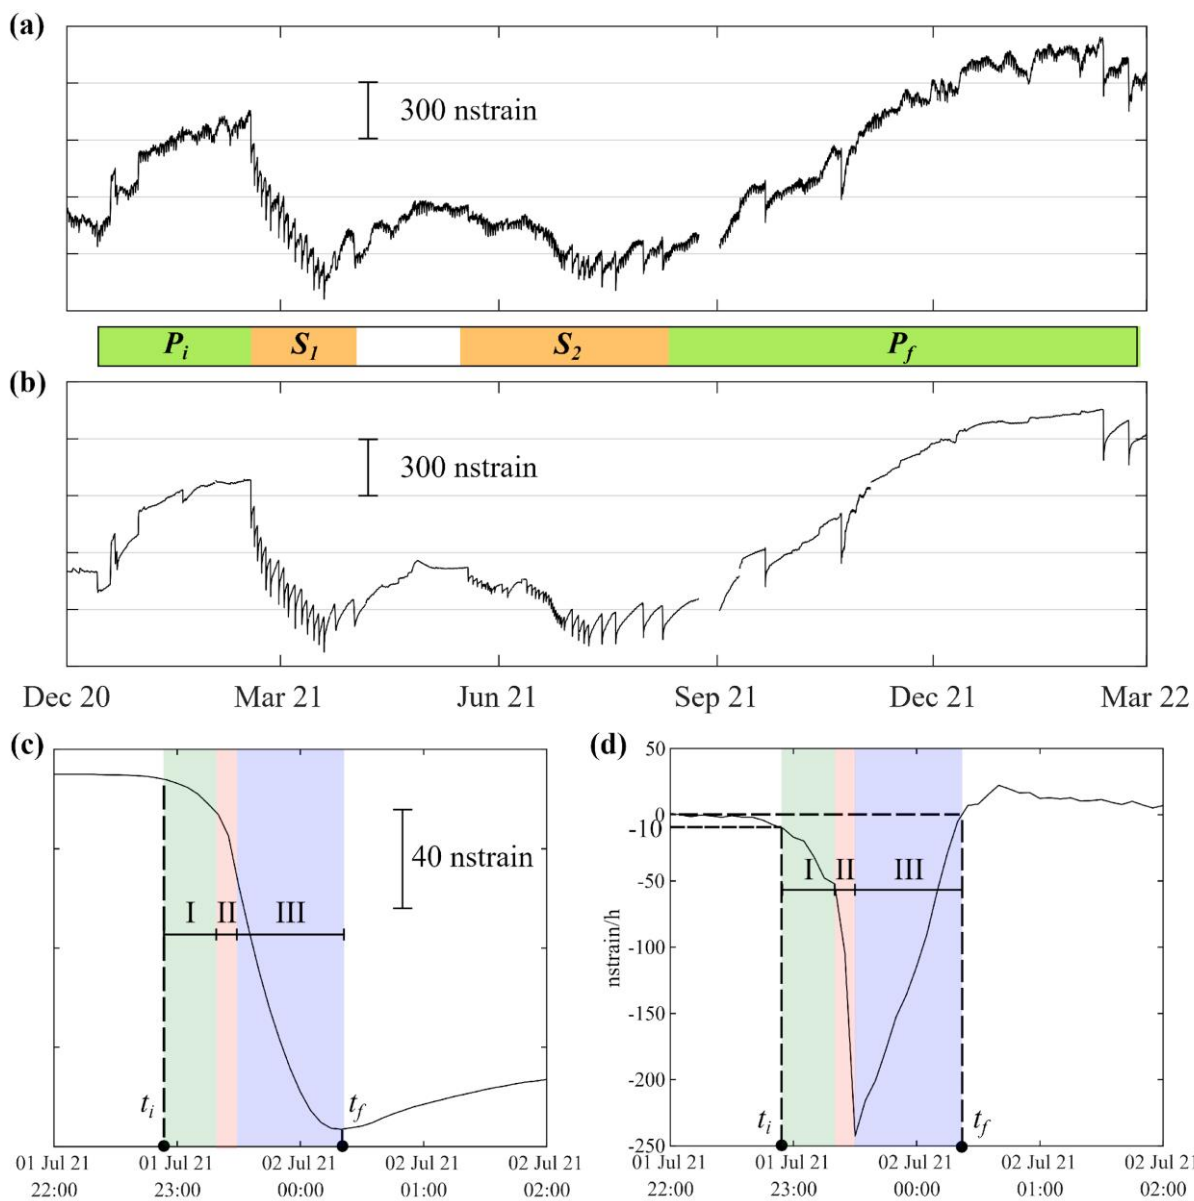 (a)
300 nstrain
P_i S_1 S_2 P_f
(b)
300 nstrain
Dec 20 Mar 21 Jun 21 Sep 21 Dec 21 Mar 22
(c)
40 nstrain
I II III
t_i t_f
01 Jul 21 01 Jul 21 02 Jul 21 02 Jul 21 02 Jul 21
22:00 23:00 00:00 01:00 02:00
(d)
50
0
-10
-50
-100
-150
-200
-250
nstrain/h
I II III
t_i t_f
01 Jul 21 01 Jul 21 02 Jul 21 02 Jul 21 02 Jul 21
22:00 23:00 00:00 01:00 02:00